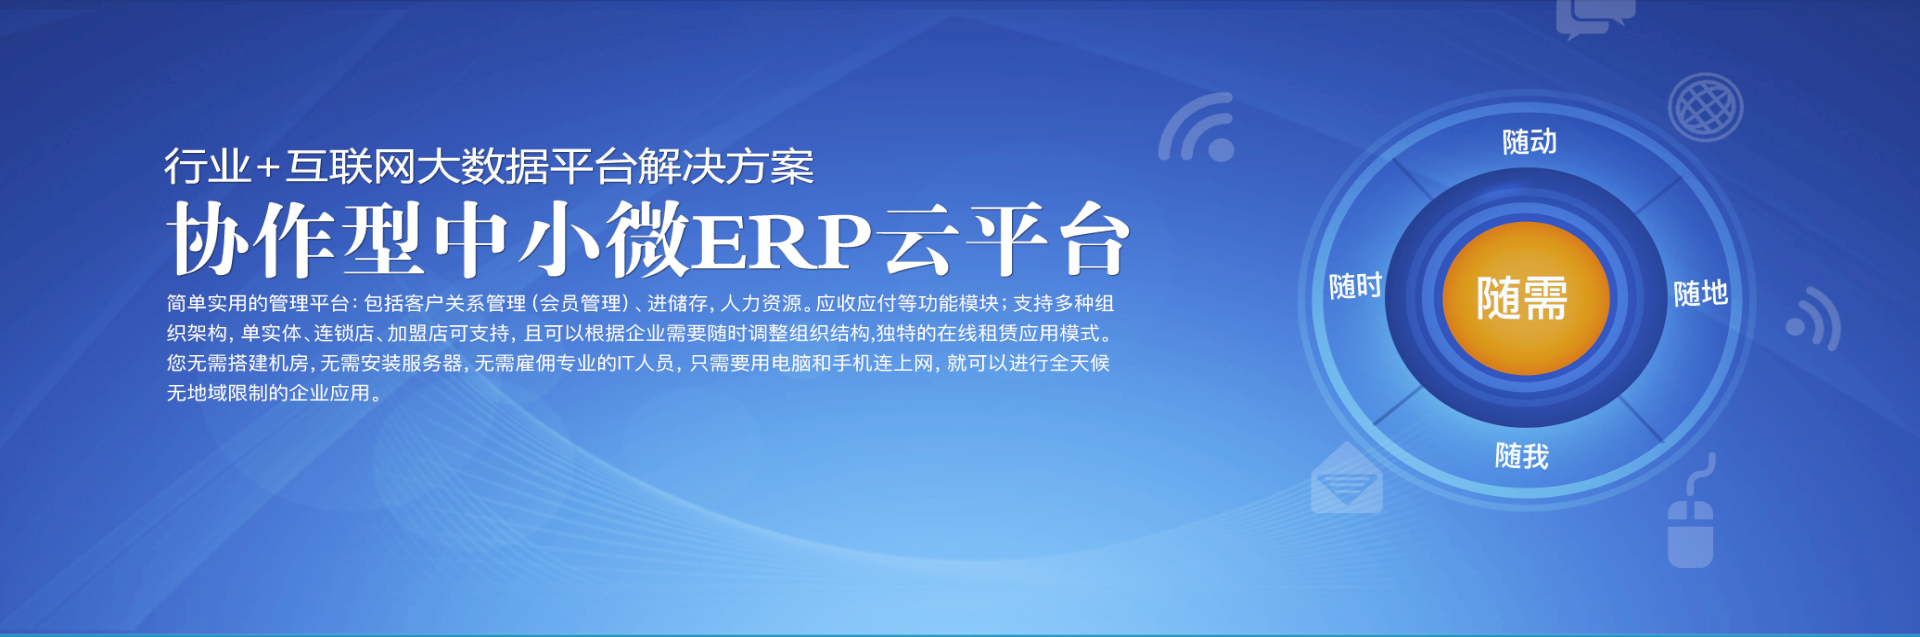 行业+互联网大数据平台解决方案
协作型中小微ERP云平台
简单实用的管理平台：包括客户关系管理（会员管理）、进储存，人力资源。应收应付等功能模块；支持多种组
织架构，单实体、连锁店、加盟店可支持，且可以根据企业需要随时调整组织结构,独特的在线租赁应用模式。
您无需搭建机房，无需安装服务器，无需雇佣专业的IT人员，只需要用电脑和手机连上网，就可以进行全天候
无地域限制的企业应用。
随动
随时
随需
随地
随我